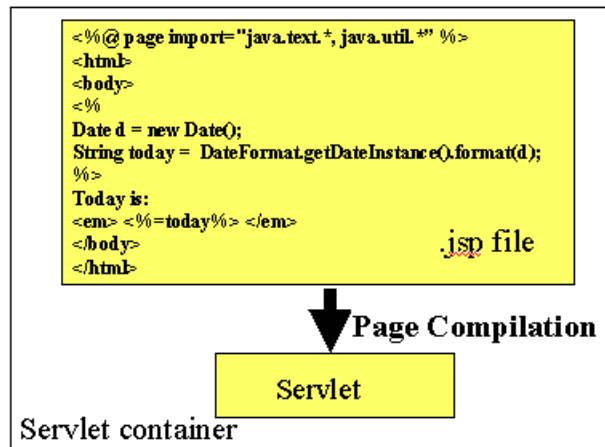 <%@ page import="java.text.*, java.util.*” %>
<html>
<body>
<%
Date d = new Date();
String today = DateFormat.getDateInstance().format(d);
%>
Today is:
<em> <%=today%> </em>
</body>
</html>
.jsp file
Page Compilation
Servlet
Servlet container